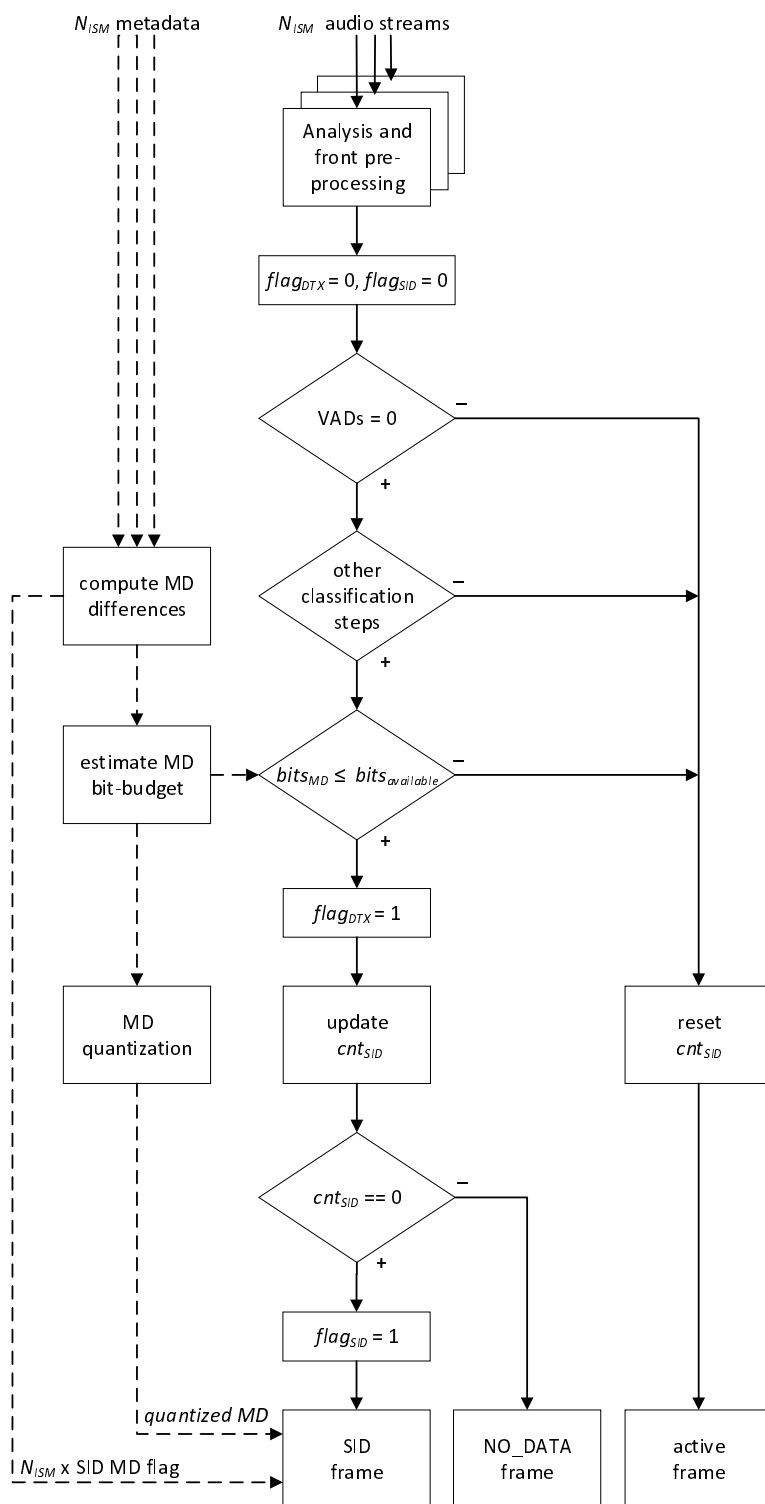 N_ISM metadata
N_ISM audio streams
Analysis and
front pre-
processing
flag_DTX = 0, flag_SID = 0
VADs = 0
–
+
compute MD
differences
other
classification
steps
–
+
estimate MD
bit-budget
bits_MD ≤ bits_available
–
+
flag_DTX = 1
MD
quantization
update
cnt_SID
reset
cnt_SID
cnt_SID == 0
–
+
flag_SID = 1
quantized MD
N_ISM x SID MD flag
SID
frame
NO_DATA
frame
active
frame